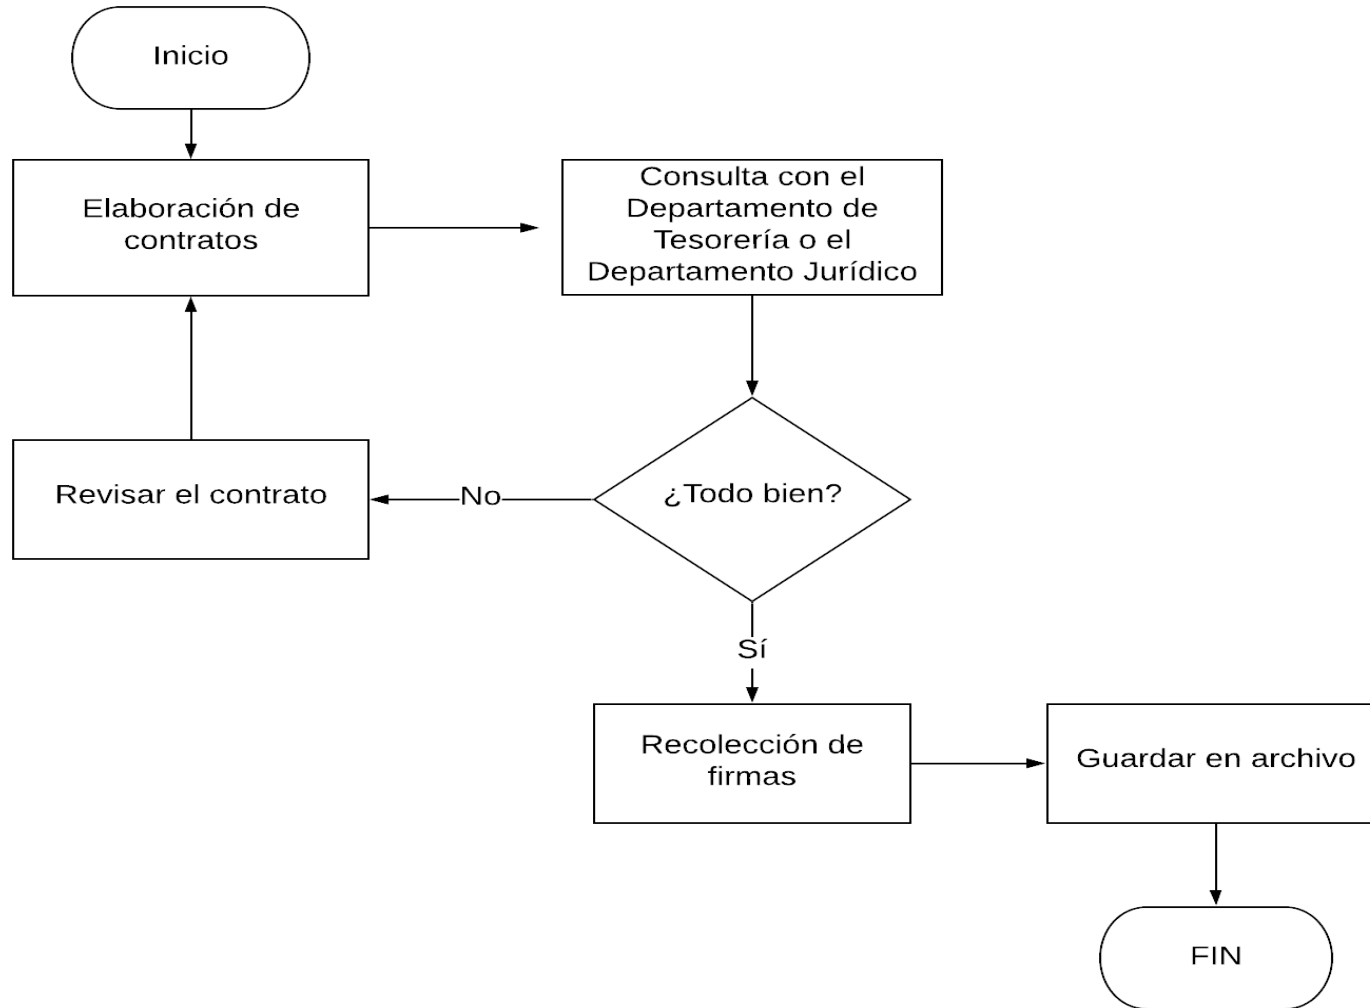 Inicio
Elaboración de
contratos
Consulta con el
Departamento de
Tesorería o el
Departamento Jurídico
¿Todo bien?
No
Revisar el contrato
Sí
Recolección de
firmas
Guardar en archivo
FIN